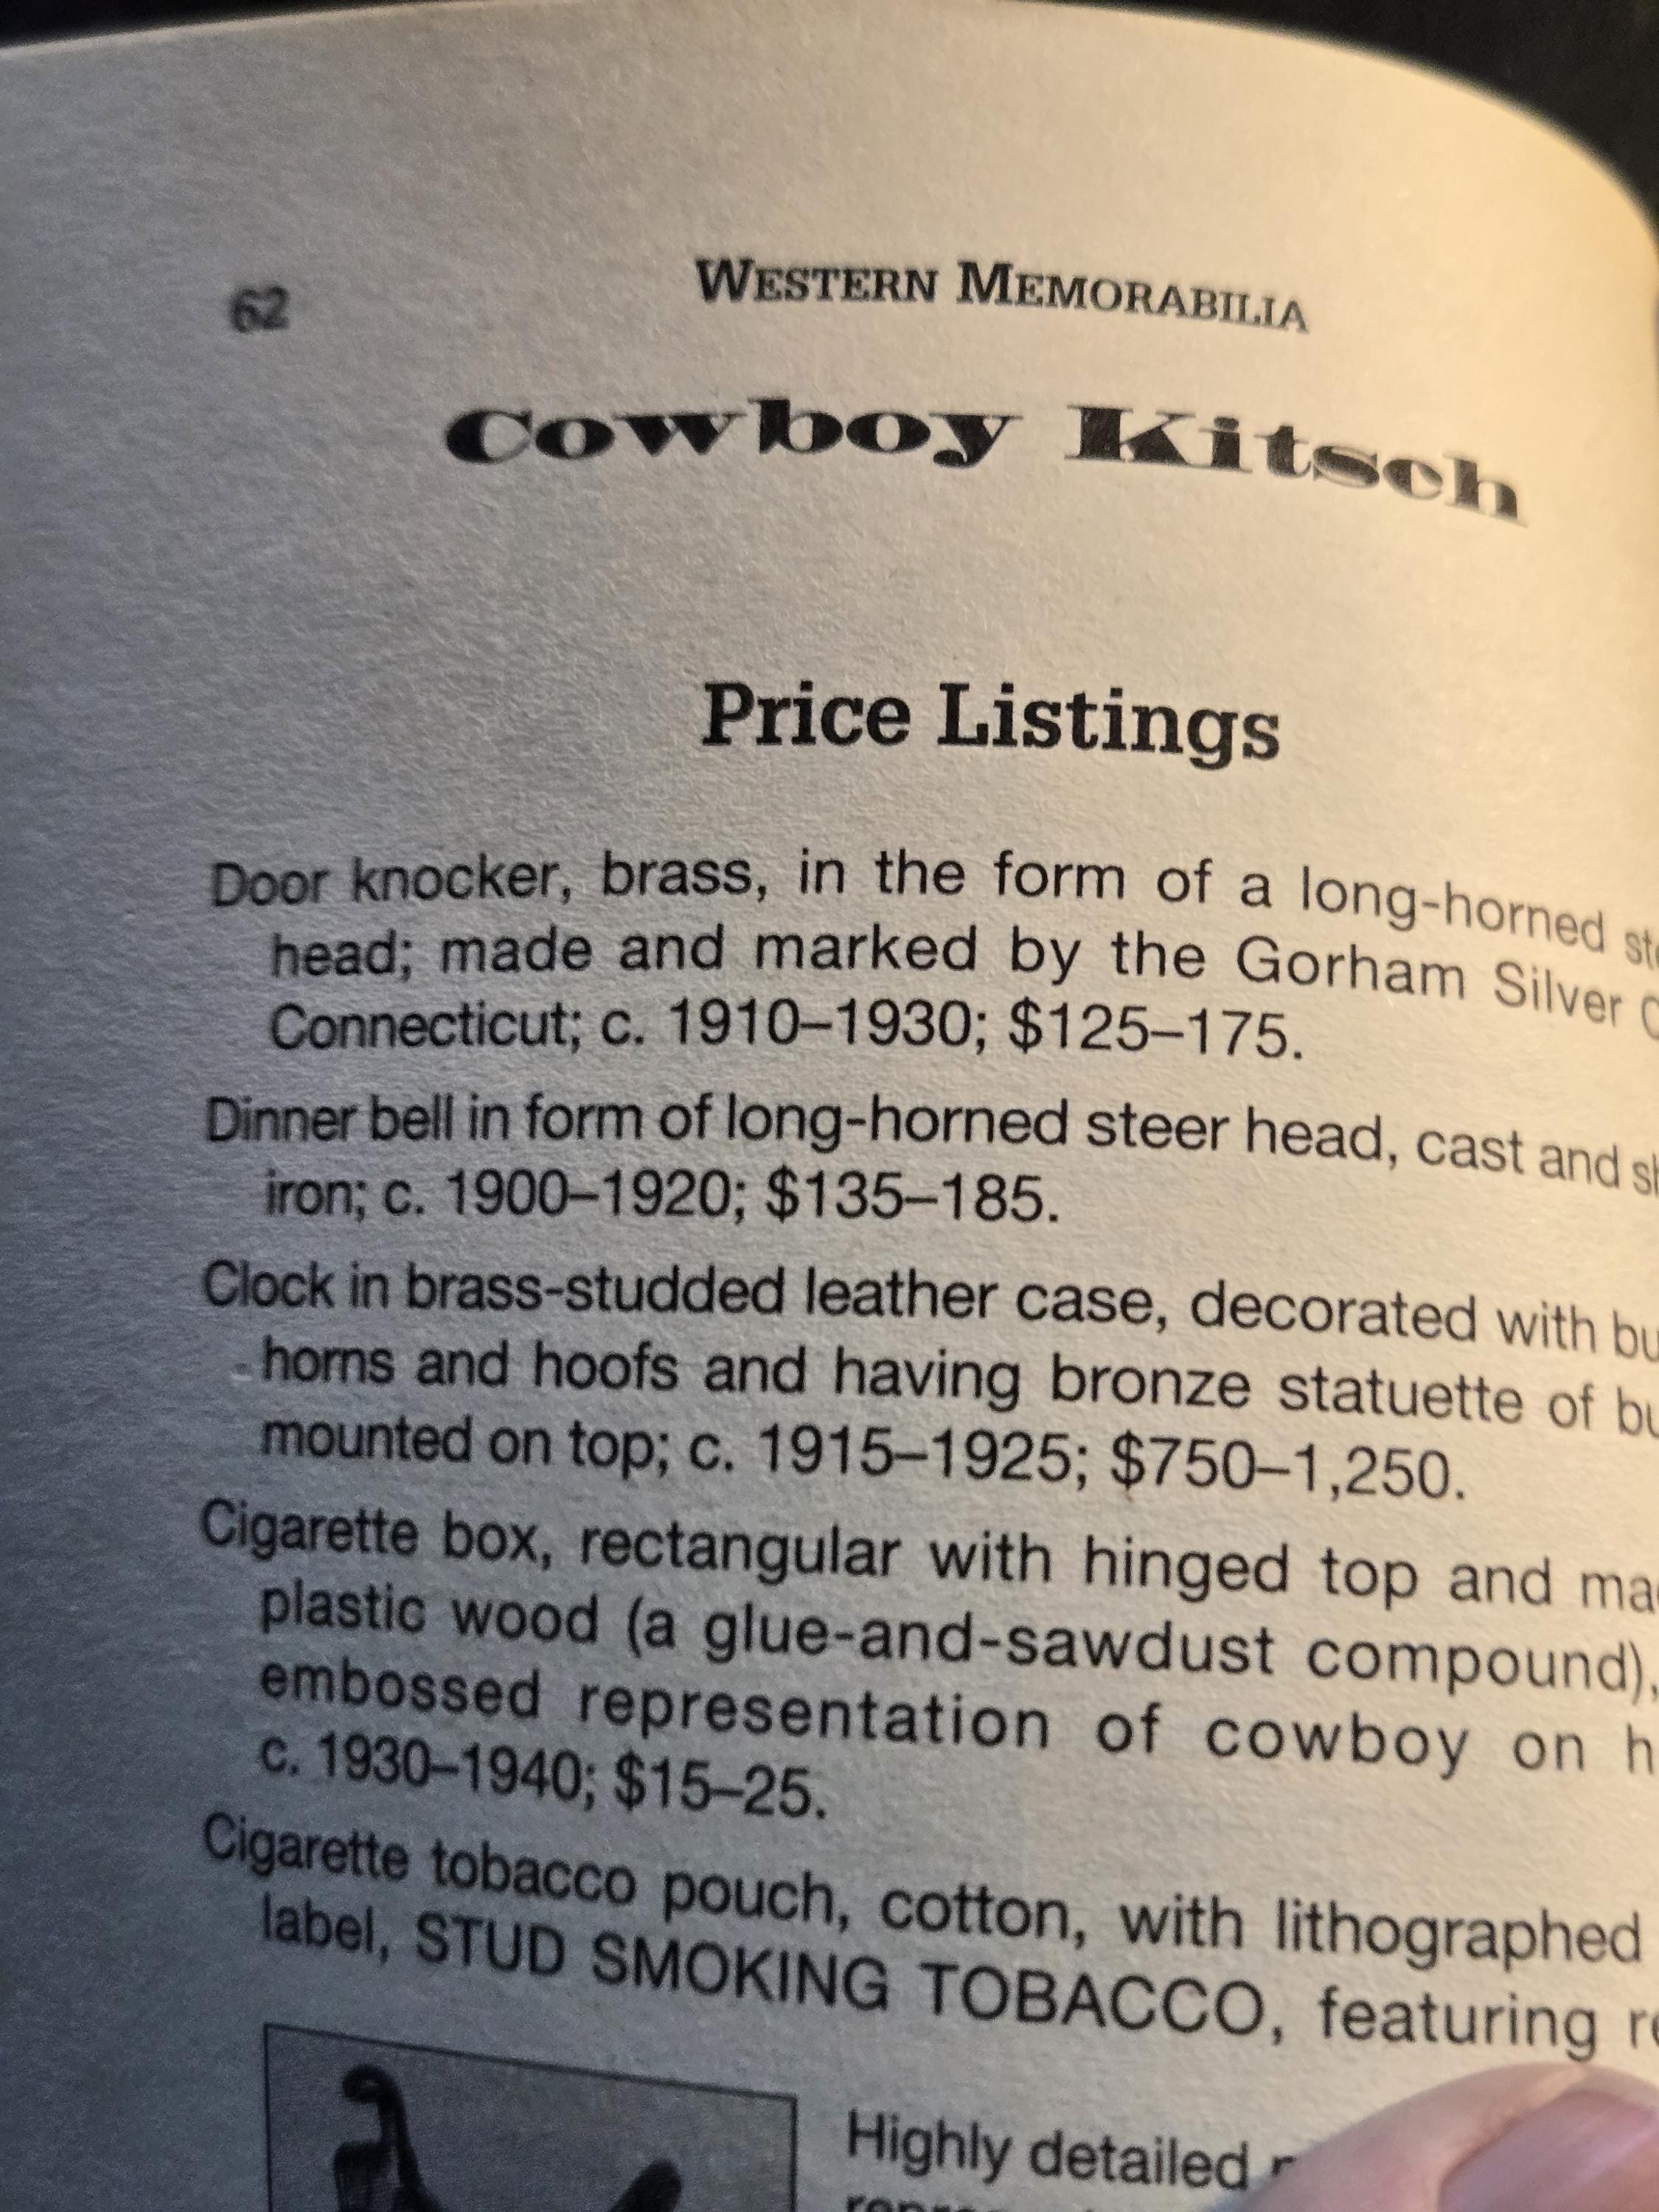 62
WESTERN MEMORABILIA
Cowboy Kitsch
Price Listings
Door knocker, brass, in the form of a long-horned
head; made and marked by the Gorham Silver
Connecticut; c. 1910–1930; $125–175.
Dinner bell in form of long-horned steer head, cast and
iron; c. 1900–1920; $135–185.
Clock in brass-studded leather case, decorated with
horns and hoofs and having bronze statuette of
mounted on top; c. 1915–1925; $750–1,250.
Cigarette box, rectangular with hinged top and
plastic wood (a glue-and-sawdust compound),
embossed representation of cowboy on
c. 1930–1940; $15–25.
Cigarette tobacco pouch, cotton, with lithographed
label, STUD SMOKING TOBACCO, featuring
Highly detailed